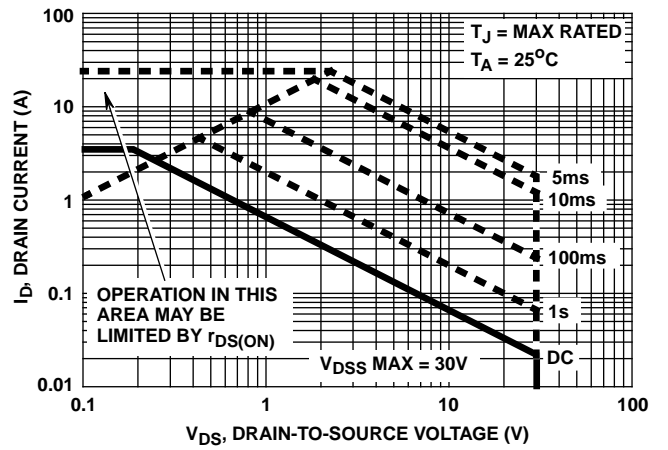 100
T_J = MAX RATED
T_A = 25°C
10
5ms
10ms
1
100ms
OPERATION IN THIS
AREA MAY BE
LIMITED BY r_DS(ON)
0.1
1s
V_DSS MAX = 30V
DC
0.01
0.1
1
10
100
V_DS, DRAIN-TO-SOURCE VOLTAGE (V)
I_D, DRAIN CURRENT (A)